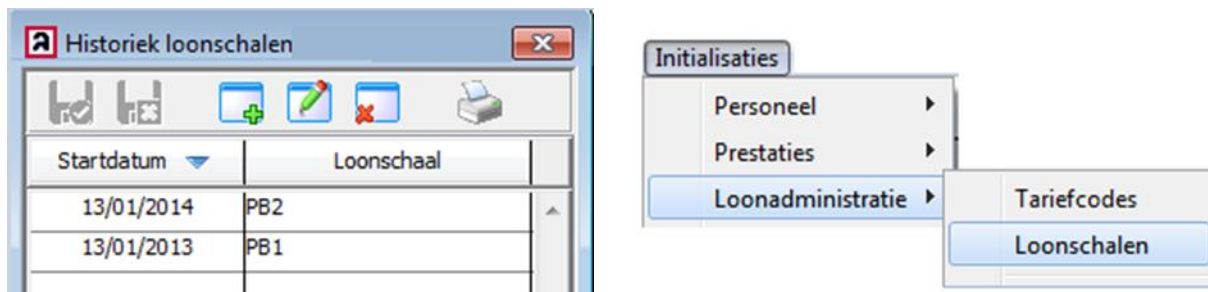 a Historiek loonschalen
Startdatum Loonschaal
13/01/2014 PB2
13/01/2013 PB1
Initialisaties
Personeel
Prestaties
Loonadministratie
Tariefcodes
Loonschalen